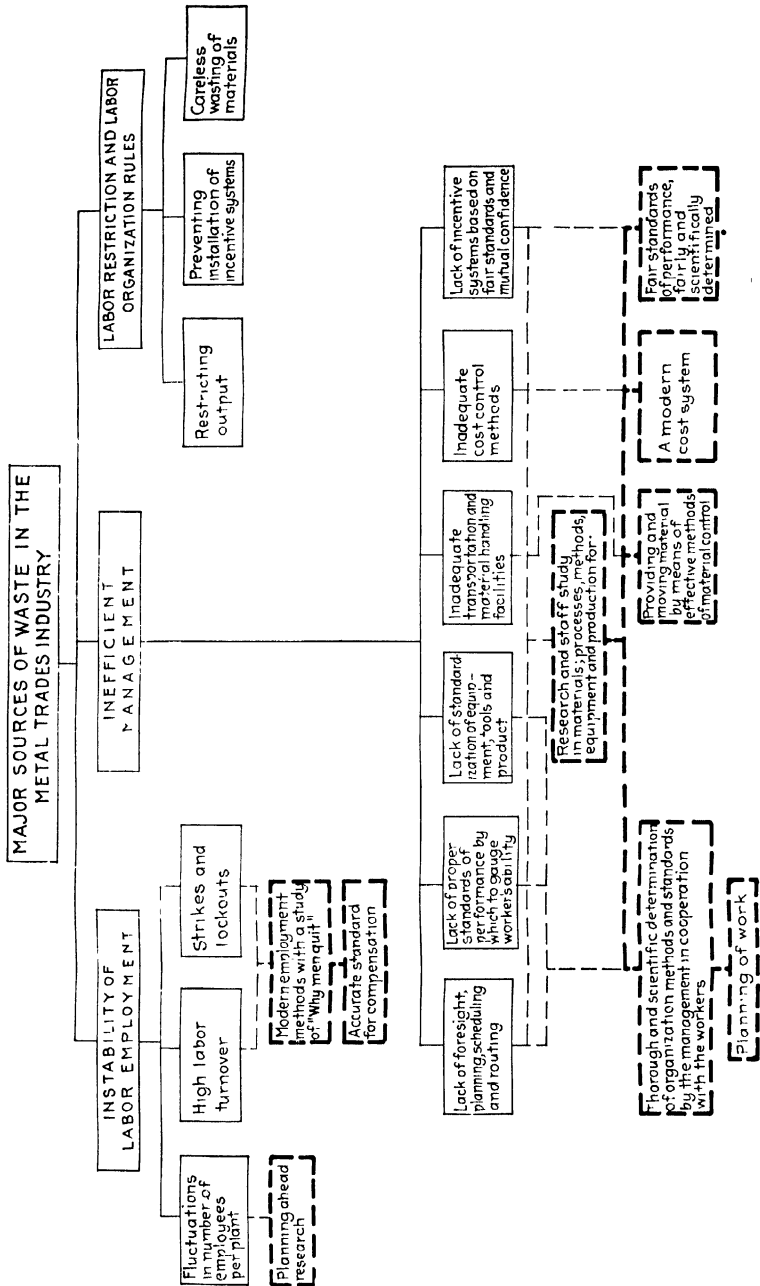 MAJOR SOURCES OF WASTE IN THE
METAL TRADES INDUSTRY
INSTABILITY OF
LABOR EMPLOYMENT
INEFFICIENT
MANAGEMENT
LABOR RESTRICTION AND LABOR
ORGANIZATION RULES
Fluctuations
in number of
employees
per plant
High labor
turnover
Strikes and
lockouts
Restricting
output
Preventing
installation of
incentive systems
Careless
wasting of
materials
Planning ahead
research
Modern employment
methods with a study
of "Why men quit"
Accurate standard
for compensation
Lack of foresight,
planning, scheduling
and routing
Lack of proper
standards of
performance by
which to gauge
workers ability
Lack of standard-
ization of equip-
ment, tools and
product
Inadequate
transportation and
material handling
facilities
Inadequate
cost control
methods
Lack of incentive
systems based on
fair standards and
mutual confidence
Research and staff study
in materials; processes, methods,
equipment and production for:
Thorough and scientific determination
of organization methods and standards
by the management in cooperation
with the workers
Providing and
moving material
by means of
effective methods
of material control
A modern
cost system
Fair standards
of performance,
fairly and
scientifically
determined
Planning of work